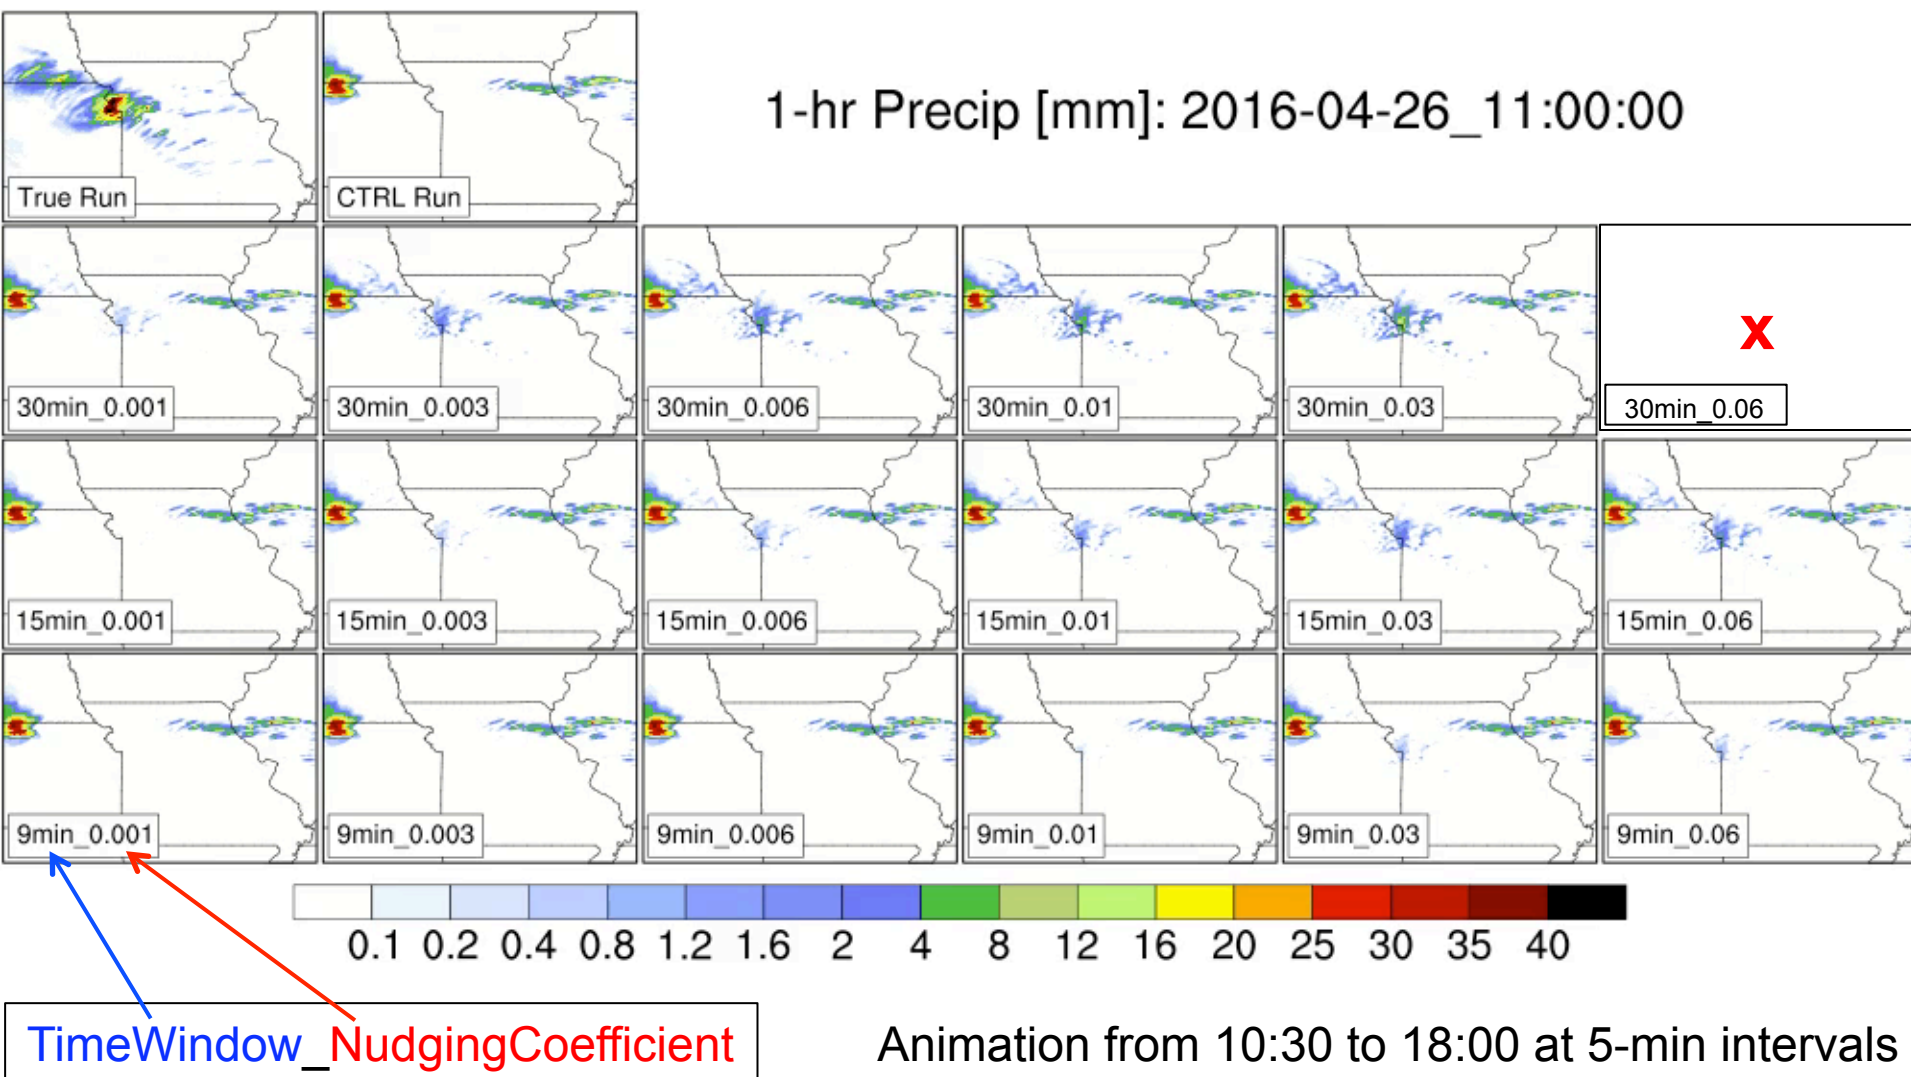 1-hr Precip [mm]: 2016-04-26_11:00:00
True Run
CTRL Run
30min_0.001
30min_0.003
30min_0.006
30min_0.01
30min_0.03
x
30min_0.06
15min_0.001
15min_0.003
15min_0.006
15min_0.01
15min_0.03
15min_0.06
9min_0.001
9min_0.003
9min_0.006
9min_0.01
9min_0.03
9min_0.06
0.1 0.2 0.4 0.8 1.2 1.6 2 4 8 12 16 20 25 30 35 40
TimeWindow_NudgingCoefficient
Animation from 10:30 to 18:00 at 5-min intervals